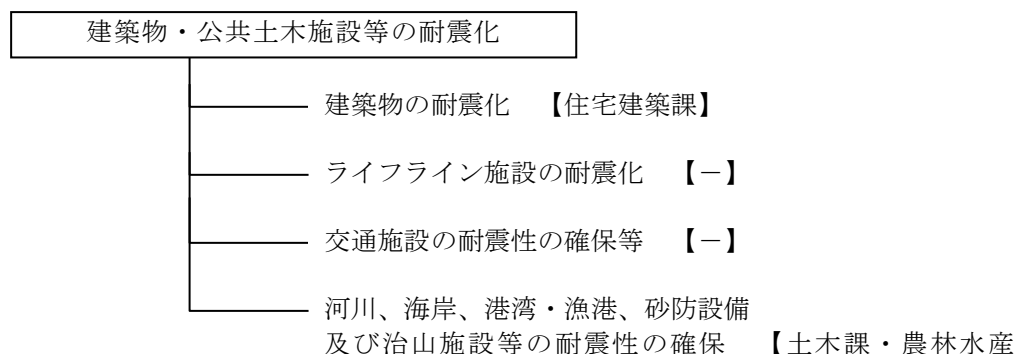 建築物・公共土木施設等の耐震化
建築物の耐震化　【住宅建築課】
ライフライン施設の耐震化　【－】
交通施設の耐震性の確保等　【－】
河川、海岸、港湾・漁港、砂防設備
及び治山施設等の耐震性の確保　【土木課・農林水産